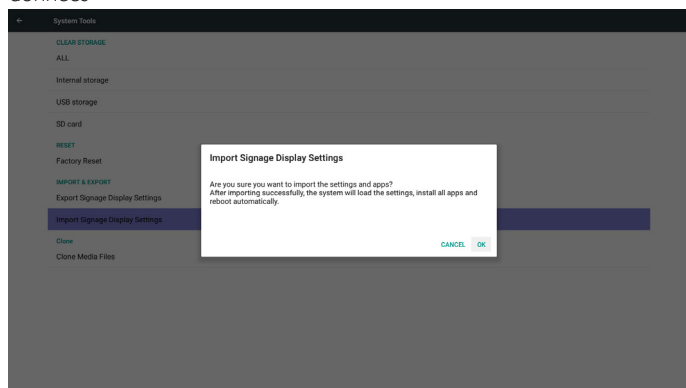 System Tools
CLEAR STORAGE
ALL
Internal storage
USB storage
SD card
RESET
Factory Reset
IMPORT & EXPORT
Export Signage Display Settings
Import Signage Display Settings
Clone
Clone Media Files
Import Signage Display Settings
Are you sure you want to import the settings and apps?
After importing successfully, the system will load the settings, install all apps and
reboot automatically.
CANCEL OK